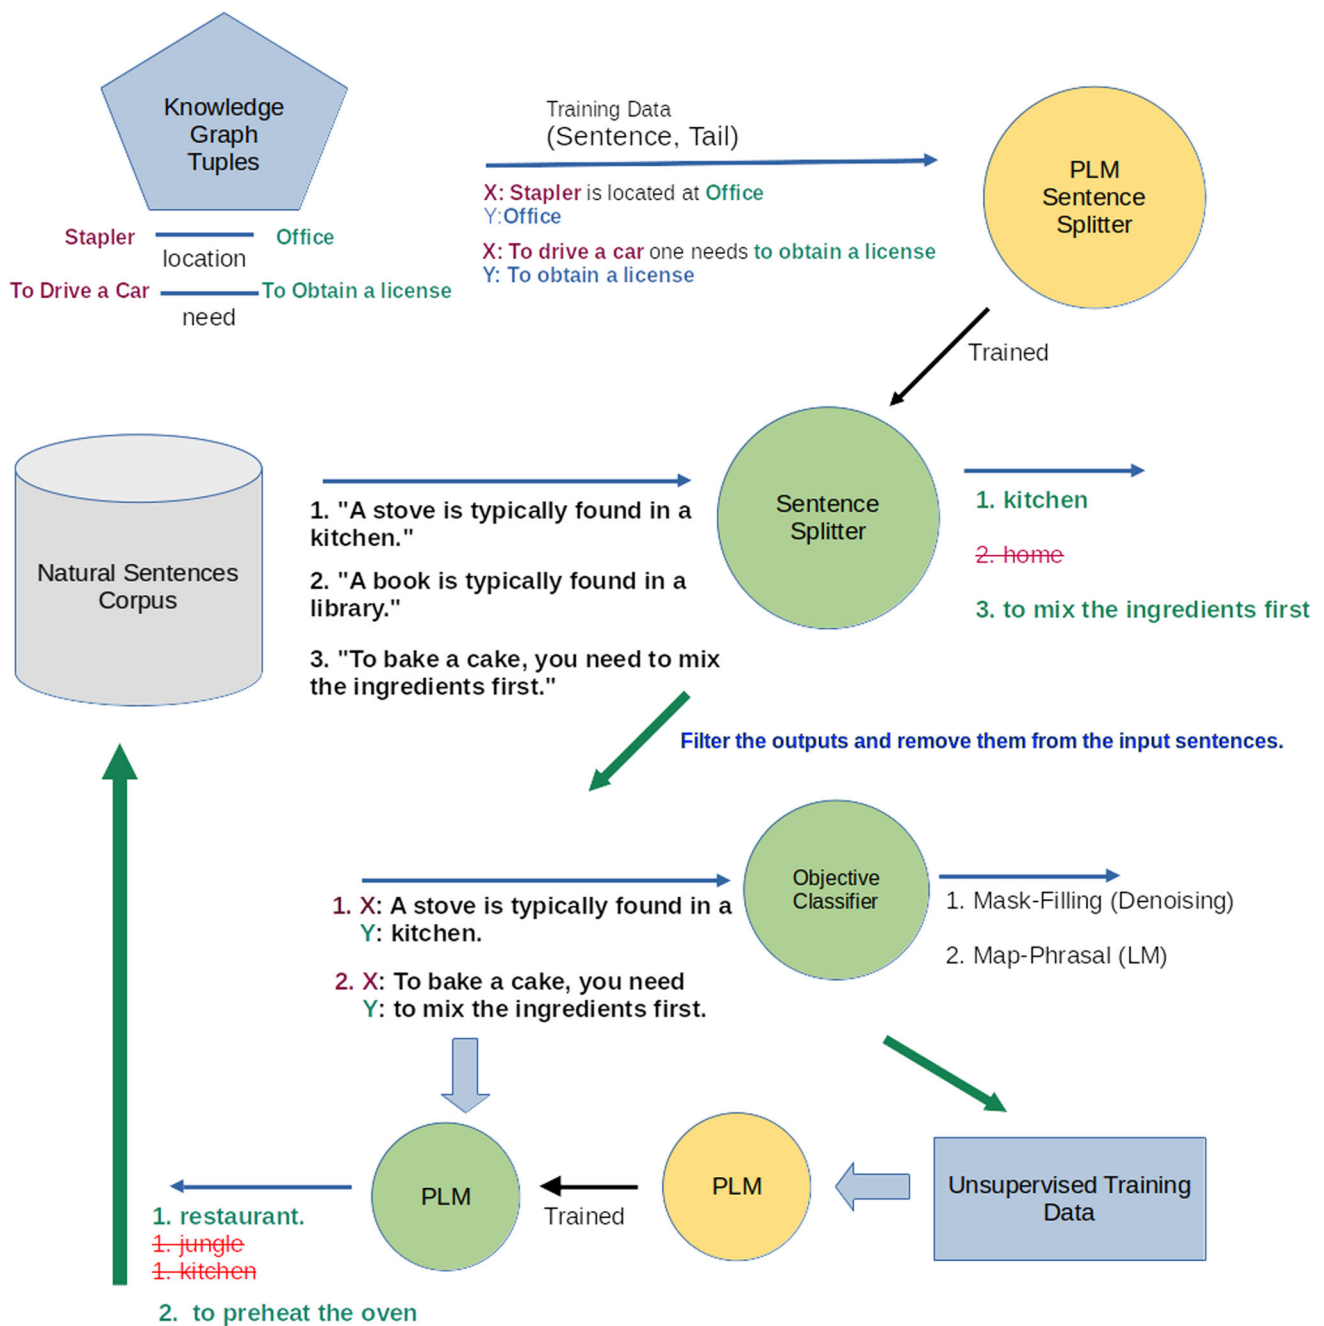 Knowledge
Graph
Tuples
Stapler
location
Office
To Drive a Car
need
To Obtain a license
Training Data
(Sentence, Tail)
X: Stapler is located at Office
Y:Office
X: To drive a car one needs to obtain a license
Y: To obtain a license
PLM
Sentence
Splitter
Trained
Natural Sentences
Corpus
1. "A stove is typically found in a
kitchen."
2. "A book is typically found in a
library."
3. "To bake a cake, you need to mix
the ingredients first."
Sentence
Splitter
1. kitchen
2. home
3. to mix the ingredients first
Filter the outputs and remove them from the input sentences.
1. X: A stove is typically found in a
Y: kitchen.
2. X: To bake a cake, you need
Y: to mix the ingredients first.
Objective
Classifier
1. Mask-Filling (Denoising)
2. Map-Phrasal (LM)
Unsupervised Training
Data
PLM
Trained
PLM
1. restaurant.
1. jungle
1. kitchen
2. to preheat the oven